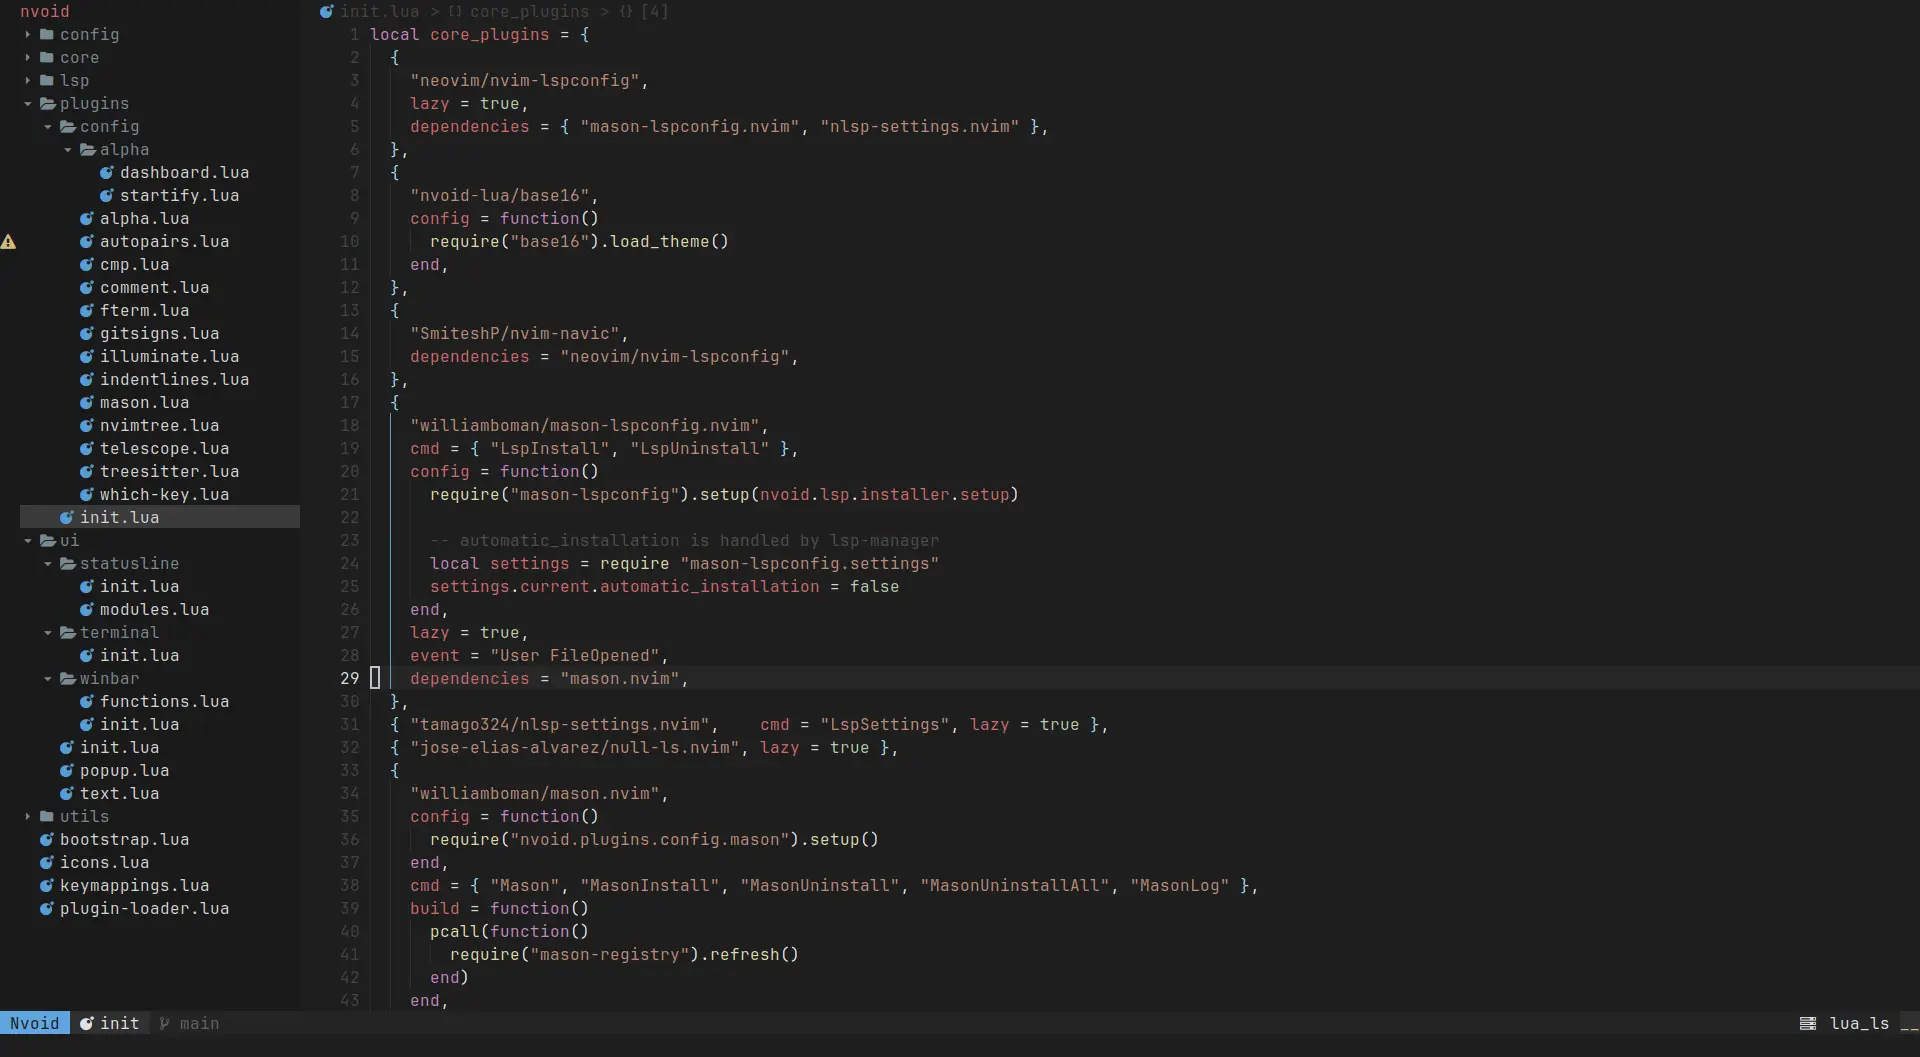 nvoid
config
core
lsp
plugins
config
alpha
dashboard.lua
startify.lua
alpha.lua
autopairs.lua
cmp.lua
comment.lua
fterm.lua
gitsigns.lua
illuminate.lua
indentlines.lua
mason.lua
nvimtree.lua
telescope.lua
treesitter.lua
which-key.lua
init.lua
ui
statusline
init.lua
modules.lua
terminal
init.lua
winbar
functions.lua
init.lua
init.lua
popup.lua
text.lua
utils
bootstrap.lua
icons.lua
keymappings.lua
plugin-loader.lua
init.lua > [] core_plugins > {} [4]
1 local core_plugins = {
2   {
3     "neovim/nvim-lspconfig",
4     lazy = true,
5     dependencies = { "mason-lspconfig.nvim", "nlsp-settings.nvim" },
6   },
7   {
8     "nvoid-lua/base16",
9     config = function()
10       require("base16").load_theme()
11     end,
12   },
13   {
14     "SmiteshP/nvim-navic",
15     dependencies = "neovim/nvim-lspconfig",
16   },
17   {
18     "williamboman/mason-lspconfig.nvim",
19     cmd = { "LspInstall", "LspUninstall" },
20     config = function()
21       require("mason-lspconfig").setup(nvoid.lsp.installer.setup)
22
23       -- automatic_installation is handled by lsp-manager
24       local settings = require "mason-lspconfig.settings"
25       settings.current.automatic_installation = false
26     end,
27     lazy = true,
28     event = "User FileOpened",
29     dependencies = "mason.nvim",
30   },
31   { "tamago324/nlsp-settings.nvim",    cmd = "LspSettings", lazy = true },
32   { "jose-elias-alvarez/null-ls.nvim", lazy = true },
33   {
34     "williamboman/mason.nvim",
35     config = function()
36       require("nvoid.plugins.config.mason").setup()
37     end,
38     cmd = { "Mason", "MasonInstall", "MasonUninstall", "MasonUninstallAll", "MasonLog" },
39     build = function()
40       pcall(function()
41         require("mason-registry").refresh()
42       end)
43     end,
Nvoid init main lua_ls __